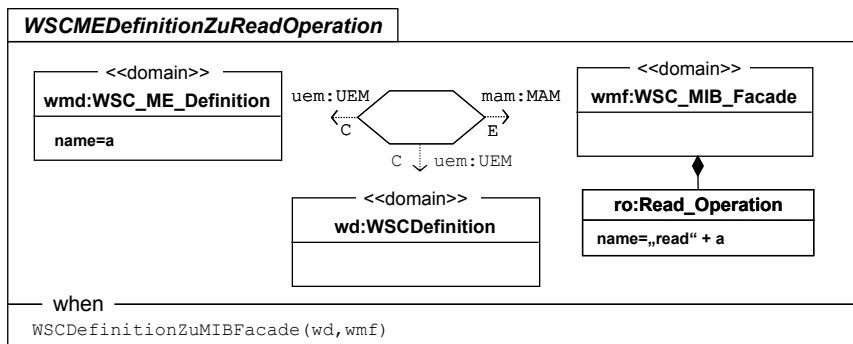 WSCMEDefinitionZuReadOperation
<<domain>>
wmd:WSC_ME_Definition
name=a
uem:UEM
C
mam:MAM
E
C
uem:UEM
<<domain>>
wmf:WSC_MIB_Facade
ro:Read_Operation
name=„read“ + a
<<domain>>
wd:WSCDefinition
when
WSCDefinitionZuMIBFacade(wd,wmf)